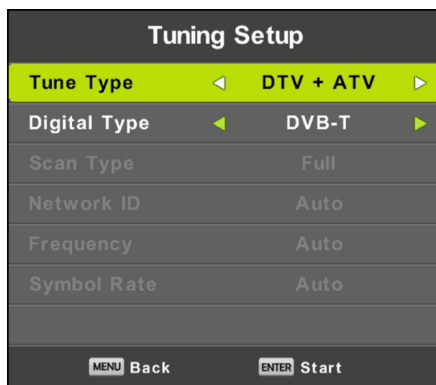 Tuning Setup
Tune Type DTV + ATV
Digital Type DVB-T
Scan Type Full
Network ID Auto
Frequency Auto
Symbol Rate Auto
MENU Back ENTER Start